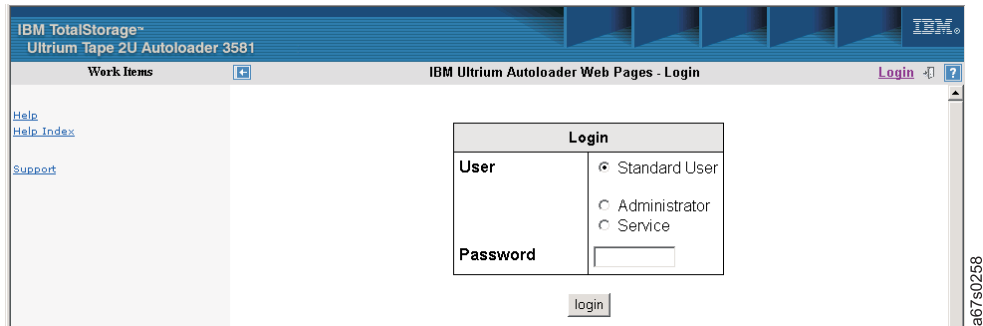 IBM TotalStorage™
Ultrium Tape 2U Autoloader 3581
IBM®
Work Items
IBM Ultrium Autoloader Web Pages - Login
Login
?
Help
Help Index
Support
Login
User
Standard User
Administrator
Service
Password
login
a67s0258